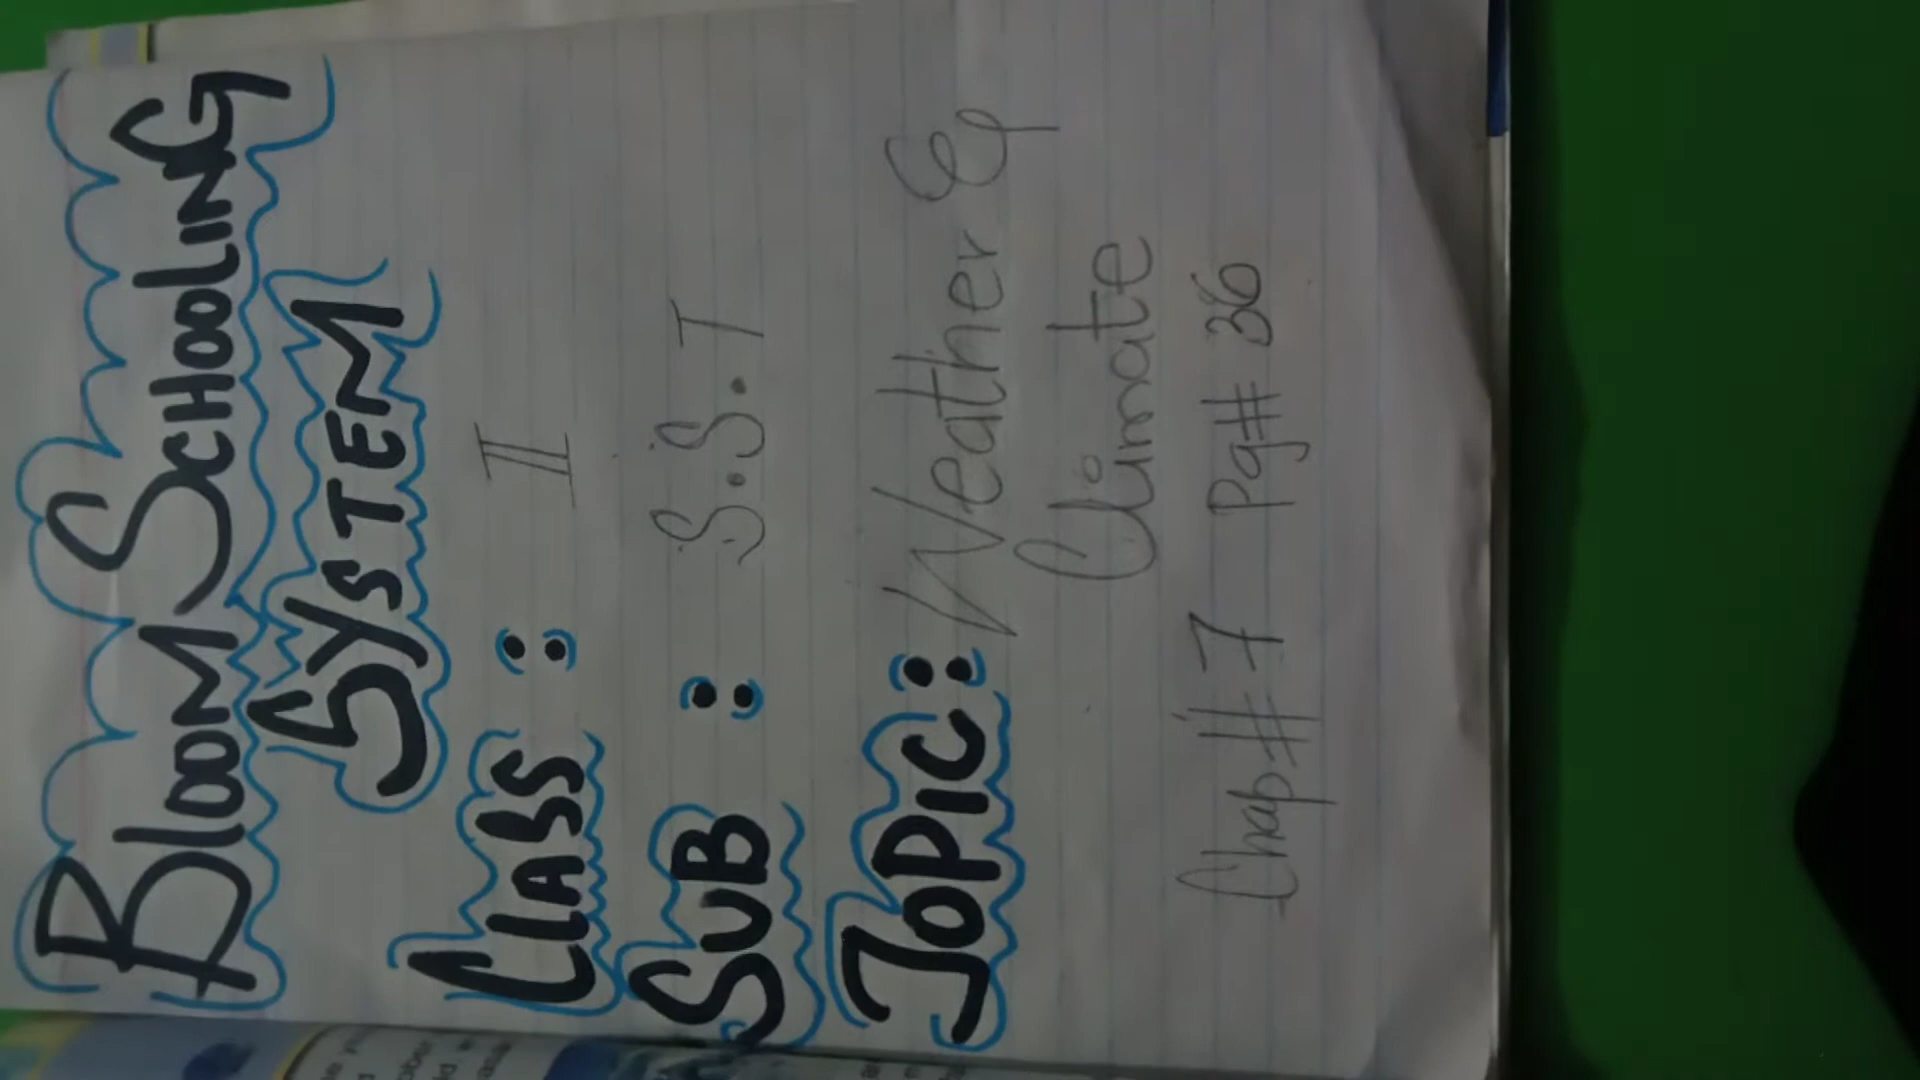 Bloom Schooling
System
Class : II
Sub : S.S.T
Topic: Weather &
Climate
Chap# 7 Pg# 36